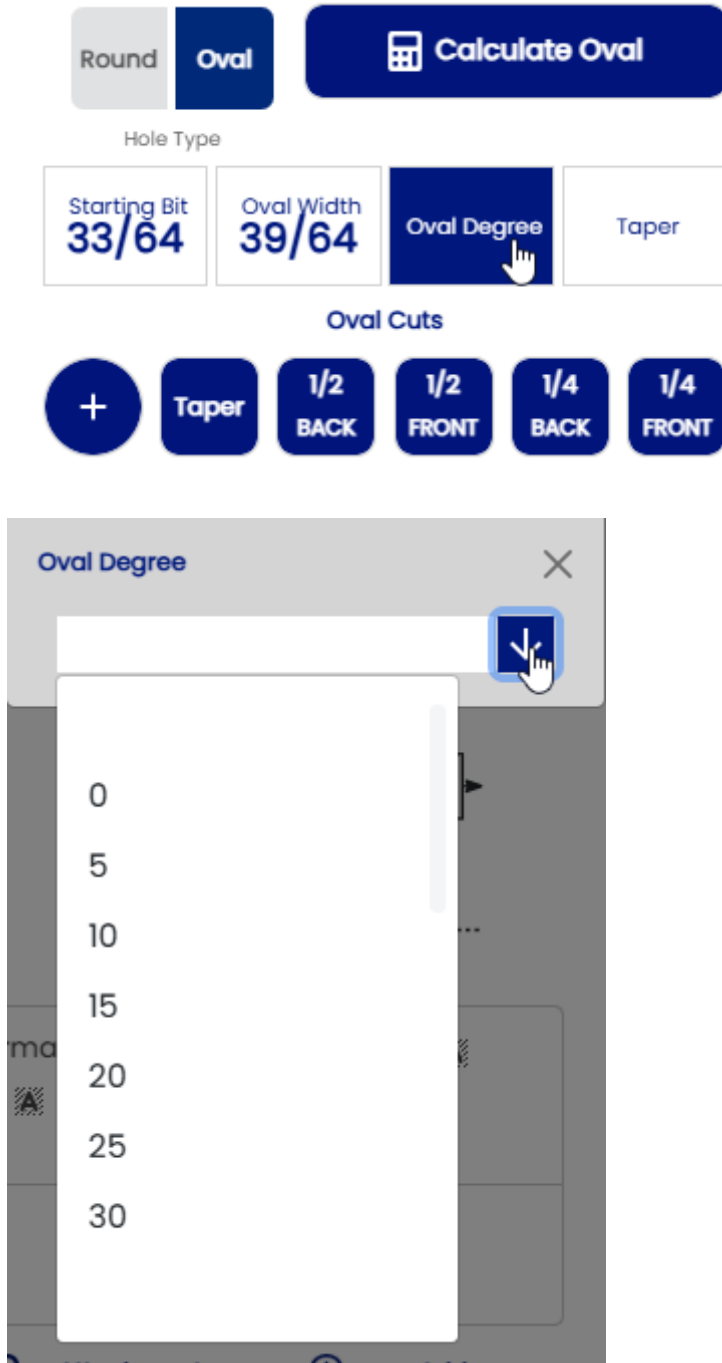 Round Oval Calculate Oval
Hole Type
Starting Bit Oval Width Oval Degree Taper
33/64 39/64
Oval Cuts
+ Taper 1/2 BACK 1/2 FRONT 1/4 BACK 1/4 FRONT
Oval Degree
0
5
10
15
20
25
30
...
rma
A